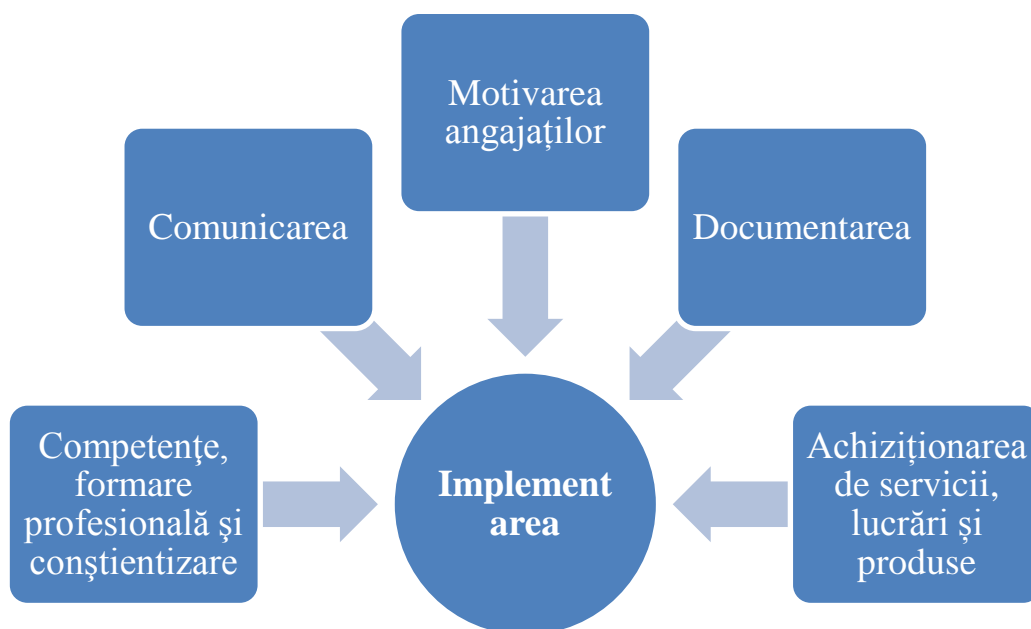 Motivarea
angajaților
Comunicarea
Documentarea
Competenţe,
formare
profesională şi
conştientizare
Implement
area
Achiziționarea
de servicii,
lucrări și
produse